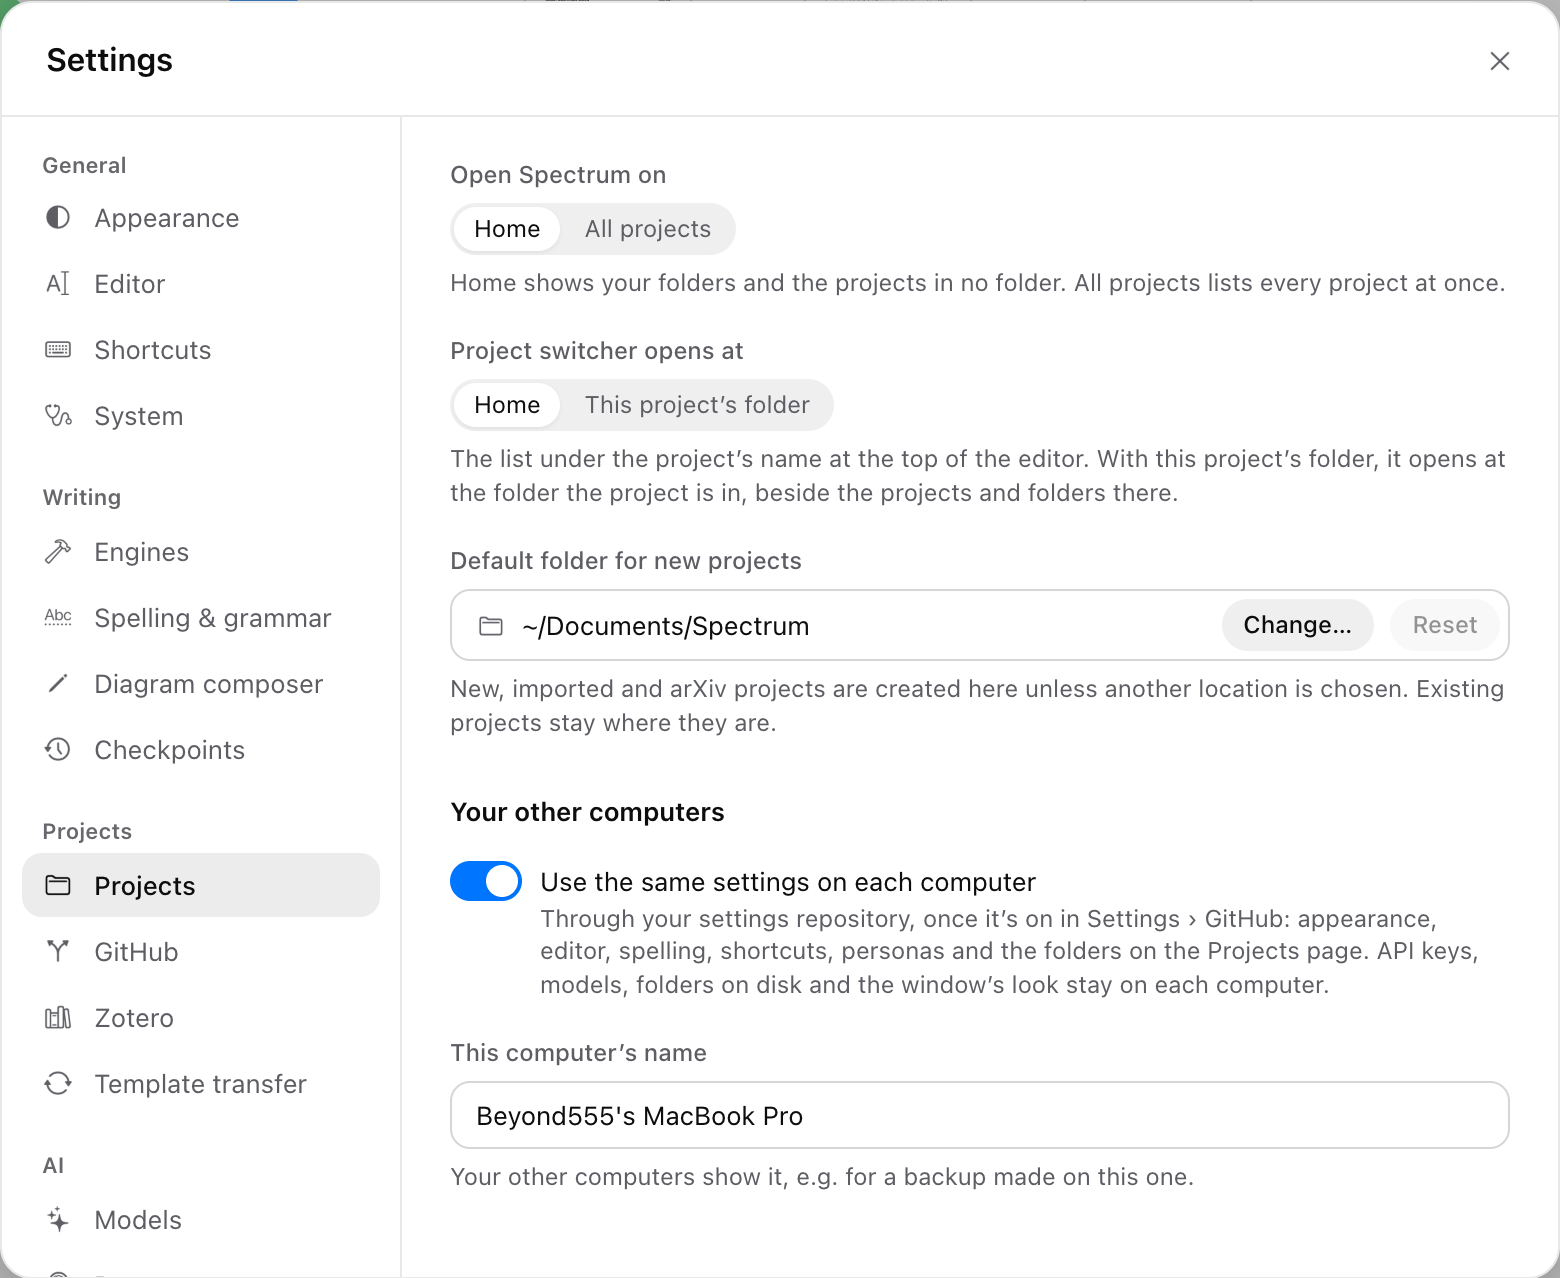 Settings
General
Appearance
Editor
Shortcuts
System
Writing
Engines
Abc
Spelling & grammar
Diagram composer
Checkpoints
Projects
Projects
GitHub
Zotero
Template transfer
AI
Models
Open Spectrum on
Home
All projects
Home shows your folders and the projects in no folder. All projects lists every project at once.
Project switcher opens at
Home
This project’s folder
The list under the project’s name at the top of the editor. With this project’s folder, it opens at
the folder the project is in, beside the projects and folders there.
Default folder for new projects
~/Documents/Spectrum
Change...
Reset
New, imported and arXiv projects are created here unless another location is chosen. Existing
projects stay where they are.
Your other computers
Use the same settings on each computer
Through your settings repository, once it’s on in Settings › GitHub: appearance,
editor, spelling, shortcuts, personas and the folders on the Projects page. API keys,
models, folders on disk and the window’s look stay on each computer.
This computer’s name
Beyond555's MacBook Pro
Your other computers show it, e.g. for a backup made on this one.